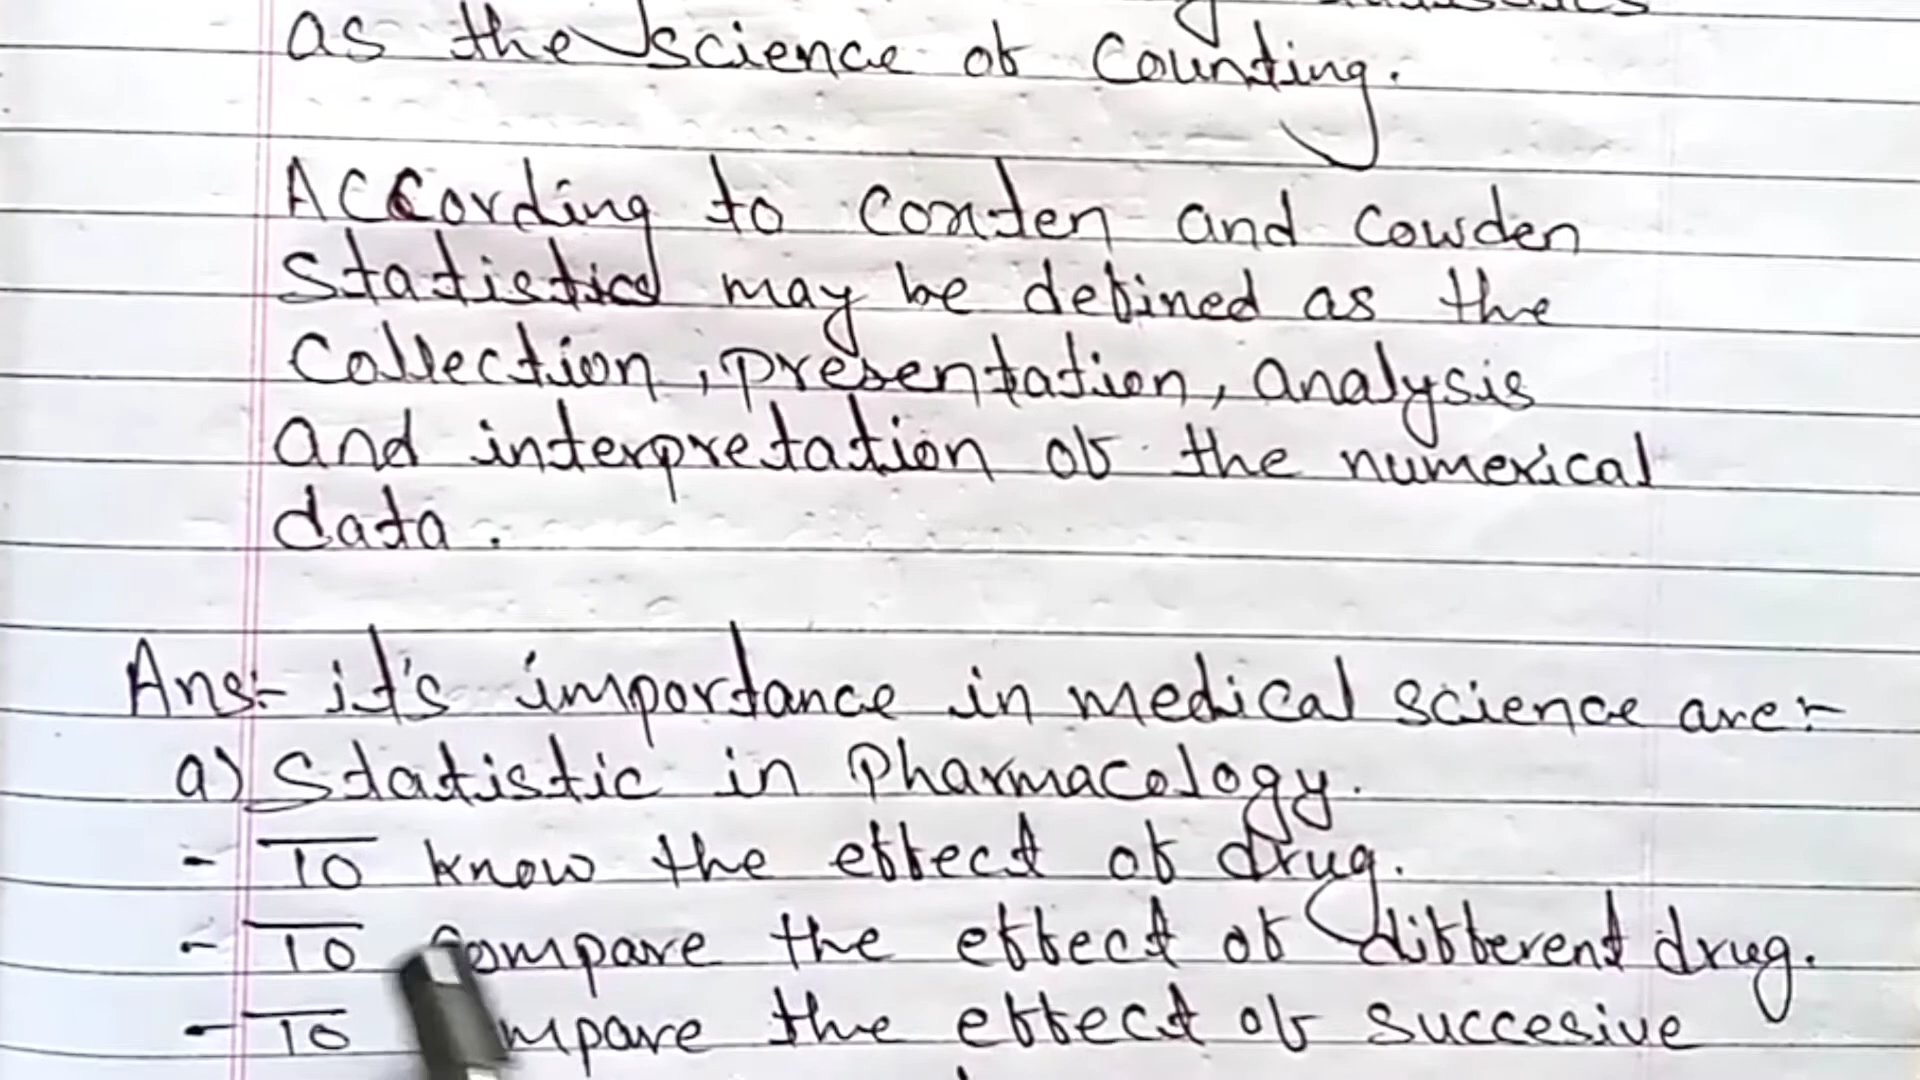 as the science of Counting.
According to Coxten and Cowden
Statistics may be defined as the
Collection, presentation, analysis
and interpretation of the numerical
data.
Ans:- it's importance in medical science are:-
a) Statistic in Pharmacology.
- To know the effect of drug.
- To Compare the effect of different drug.
- To the effect of succesive